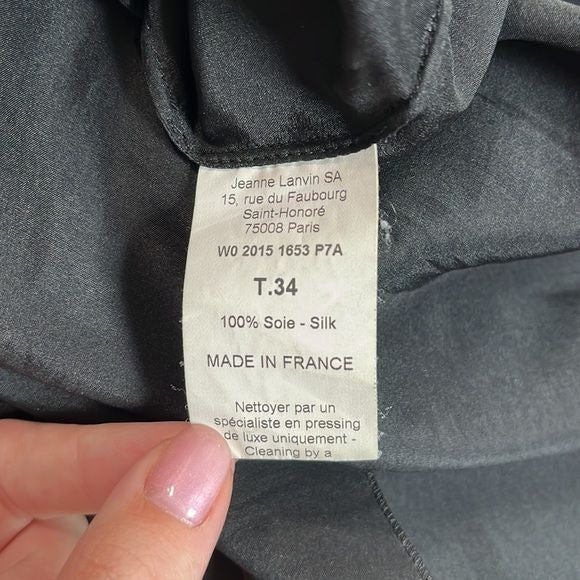 Jeanne Lanvin SA
15, rue du Faubourg
Saint-Honoré
75008 Paris
W0 2015 1653 P7A
T.34
100% Soie - Silk
MADE IN FRANCE
Nettoyer par un
spécialiste en pressing
de luxe uniquement -
Cleaning by a